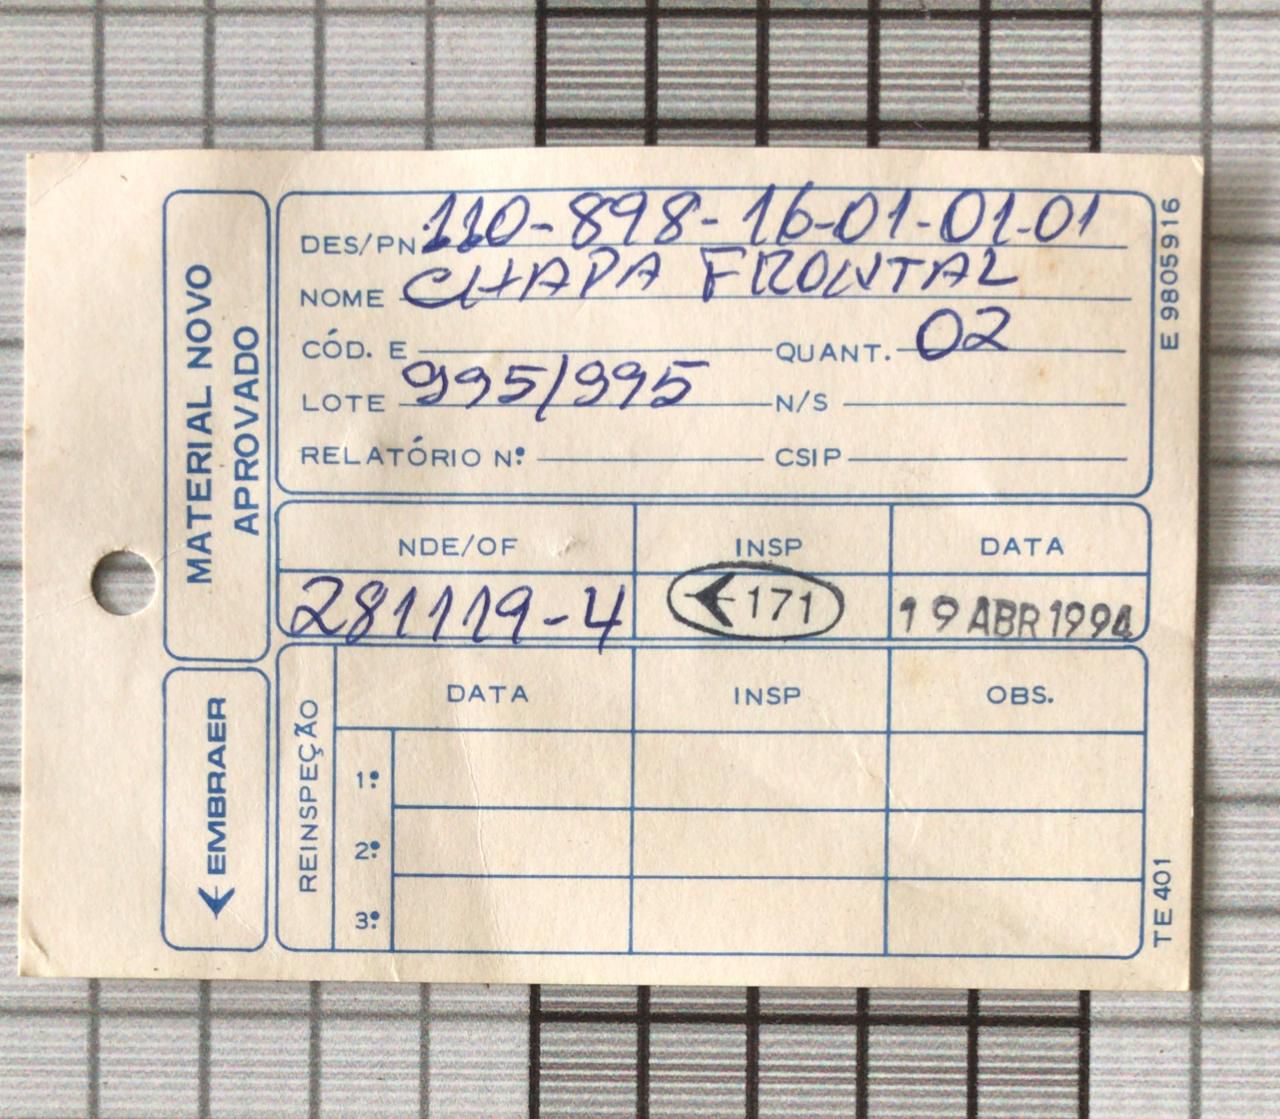 MATERIAL NOVO
APROVADO
EMBRAER
DES/PN 110-898-16-01-01-01
NOME CHAPA FRONTAL
CÓD. E QUANT. 02
LOTE 995/995 N/S
RELATÓRIO Nº CSIP
NDE/OF INSP DATA
281119-4 171 19 ABR 1994
REINSPEÇÃO
DATA INSP OBS.
1º
2º
3º
E 9805916
TE 401